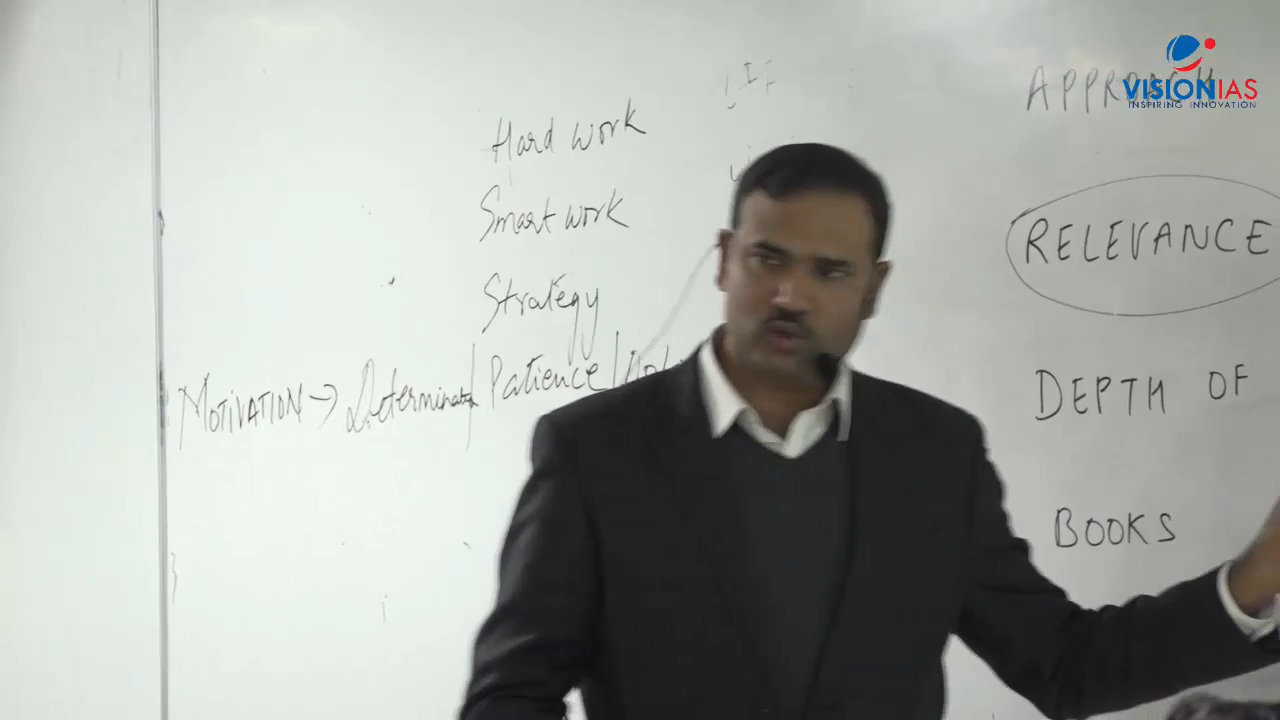 VISIONIAS
INSPIRING INNOVATION
APPROACH
Hard work
Smart work
RELEVANCE
Strategy
MOTIVATION → Determination / Patience /
DEPTH OF
BOOKS